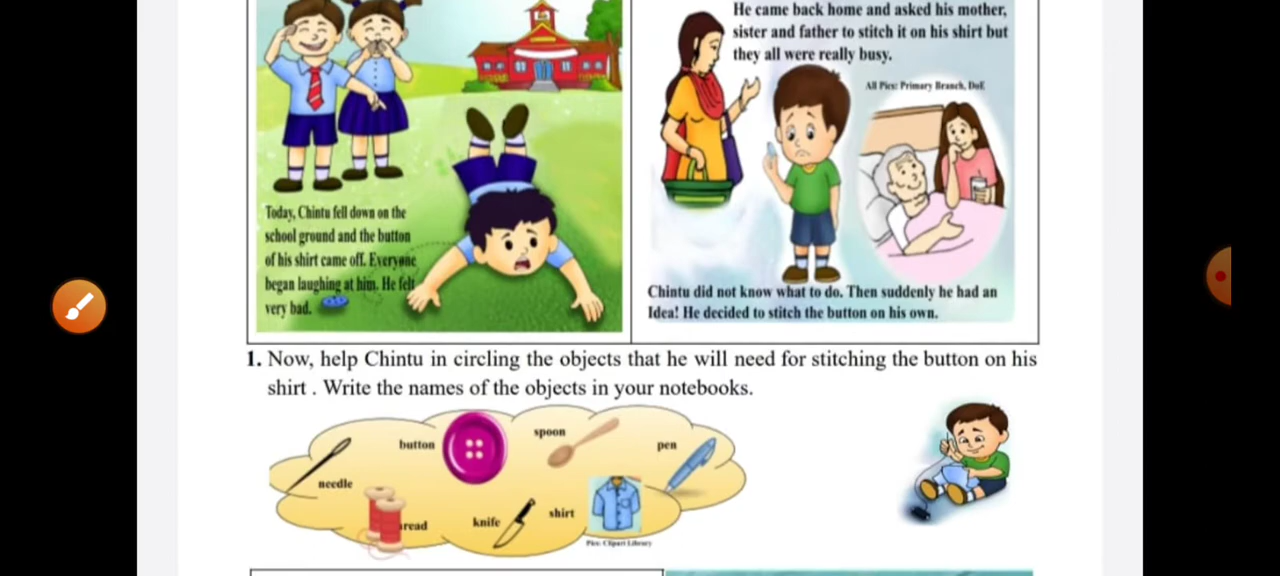 He came back home and asked his mother,
sister and father to stitch it on his shirt but
they all were really busy.
All Pics: Primary Branch, DoE
Today, Chintu fell down on the
school ground and the button
of his shirt came off. Everyone
began laughing at him. He felt
very bad.
Chintu did not know what to do. Then suddenly he had an
Idea! He decided to stitch the button on his own.
1. Now, help Chintu in circling the objects that he will need for stitching the button on his
shirt . Write the names of the objects in your notebooks.
button
spoon
pen
needle
read
knife
shirt
Pics: Clipart Library